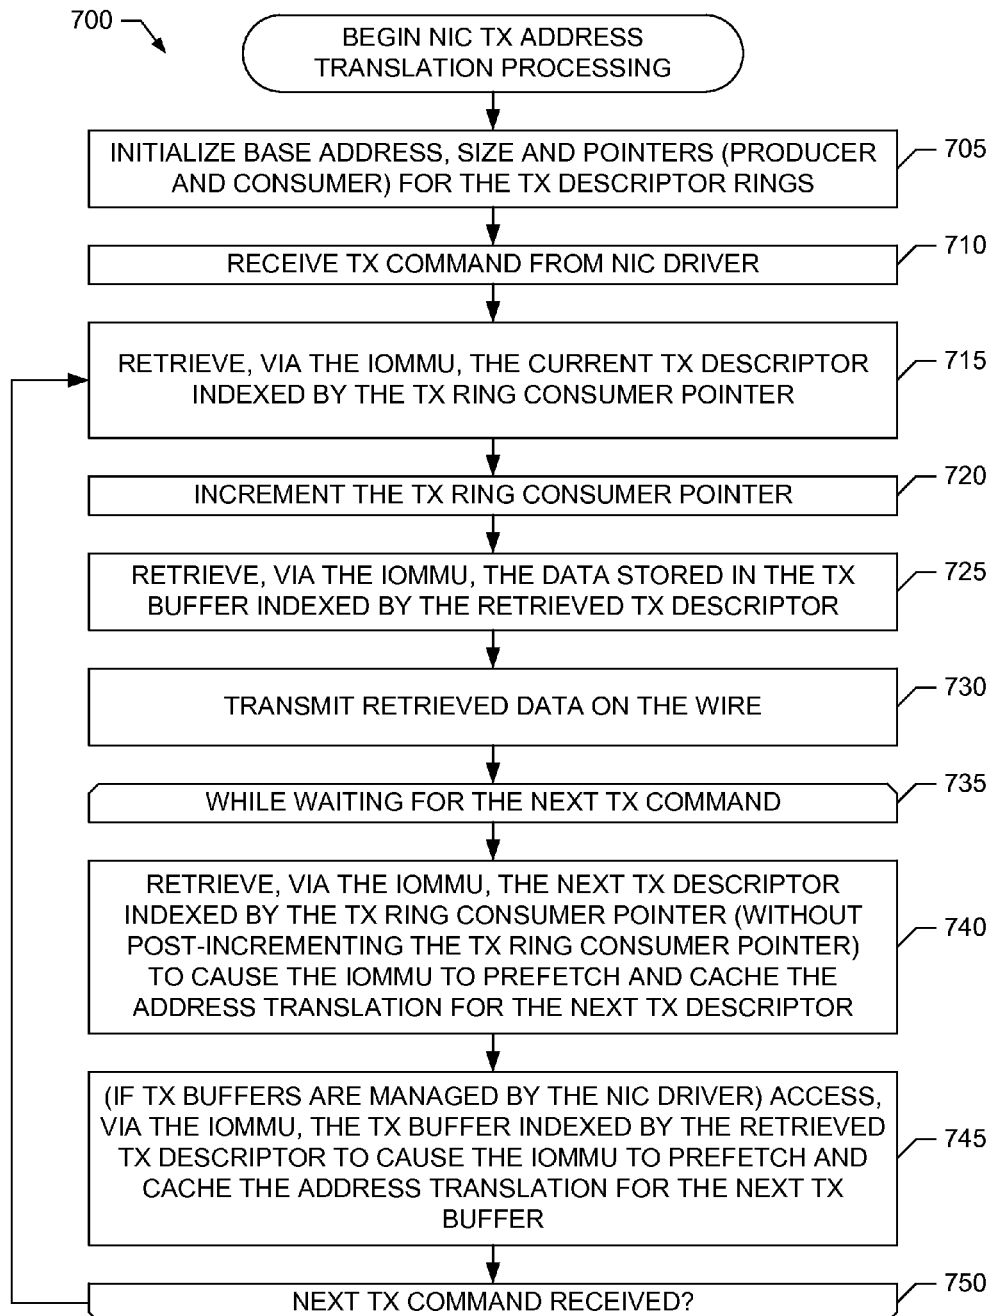 700
BEGIN NIC TX ADDRESS
TRANSLATION PROCESSING
INITIALIZE BASE ADDRESS, SIZE AND POINTERS (PRODUCER
AND CONSUMER) FOR THE TX DESCRIPTOR RINGS
705
RECEIVE TX COMMAND FROM NIC DRIVER
710
RETRIEVE, VIA THE IOMMU, THE CURRENT TX DESCRIPTOR
INDEXED BY THE TX RING CONSUMER POINTER
715
INCREMENT THE TX RING CONSUMER POINTER
720
RETRIEVE, VIA THE IOMMU, THE DATA STORED IN THE TX
BUFFER INDEXED BY THE RETRIEVED TX DESCRIPTOR
725
TRANSMIT RETRIEVED DATA ON THE WIRE
730
WHILE WAITING FOR THE NEXT TX COMMAND
735
RETRIEVE, VIA THE IOMMU, THE NEXT TX DESCRIPTOR
INDEXED BY THE TX RING CONSUMER POINTER (WITHOUT
POST-INCREMENTING THE TX RING CONSUMER POINTER)
TO CAUSE THE IOMMU TO PREFETCH AND CACHE THE
ADDRESS TRANSLATION FOR THE NEXT TX DESCRIPTOR
740
(IF TX BUFFERS ARE MANAGED BY THE NIC DRIVER) ACCESS,
VIA THE IOMMU, THE TX BUFFER INDEXED BY THE RETRIEVED
TX DESCRIPTOR TO CAUSE THE IOMMU TO PREFETCH AND
CACHE THE ADDRESS TRANSLATION FOR THE NEXT TX
BUFFER
745
NEXT TX COMMAND RECEIVED?
750